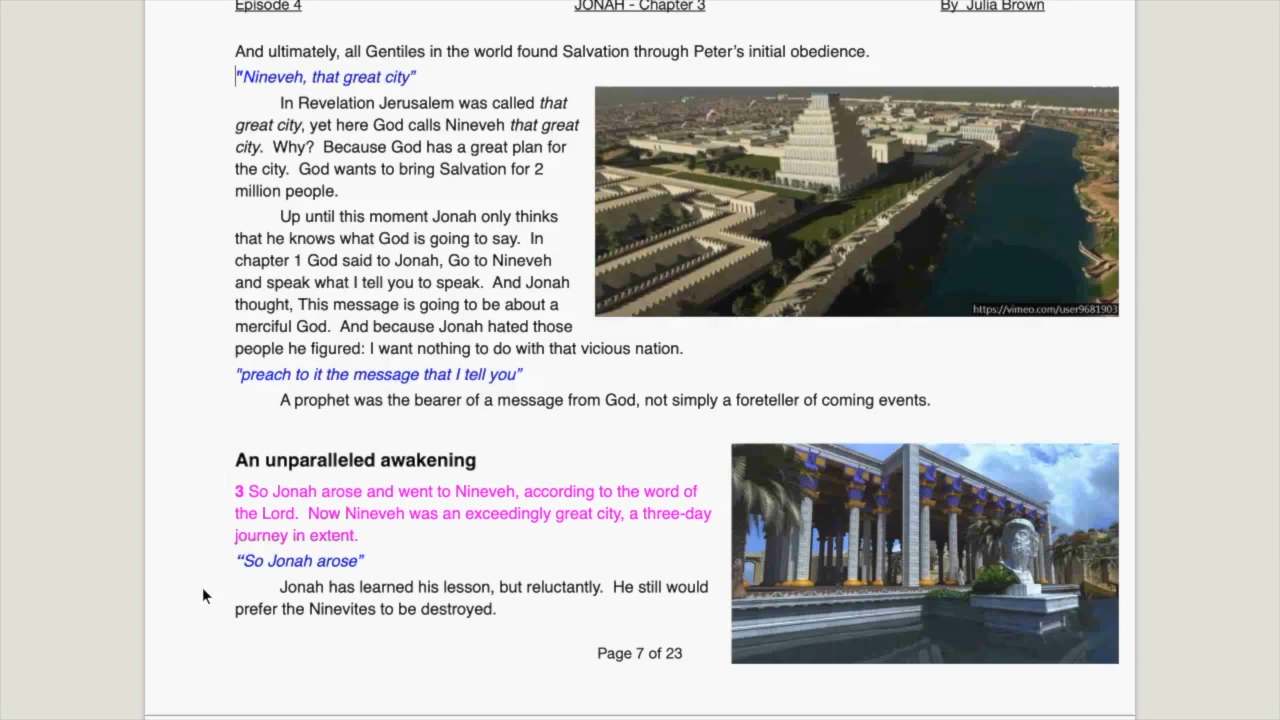 Episode 4 JONAH - Chapter 3 By Julia Brown
And ultimately, all Gentiles in the world found Salvation through Peter’s initial obedience.
"Nineveh, that great city”
In Revelation Jerusalem was called that
great city, yet here God calls Nineveh that great
city. Why? Because God has a great plan for
the city. God wants to bring Salvation for 2
million people.
Up until this moment Jonah only thinks
that he knows what God is going to say. In
chapter 1 God said to Jonah, Go to Nineveh
and speak what I tell you to speak. And Jonah
thought, This message is going to be about a
merciful God. And because Jonah hated those
people he figured: I want nothing to do with that vicious nation.
https://vimeo.com/user9681903
"preach to it the message that I tell you”
A prophet was the bearer of a message from God, not simply a foreteller of coming events.
An unparalleled awakening
3 So Jonah arose and went to Nineveh, according to the word of
the Lord. Now Nineveh was an exceedingly great city, a three-day
journey in extent.
“So Jonah arose”
Jonah has learned his lesson, but reluctantly. He still would
prefer the Ninevites to be destroyed.
Page 7 of 23